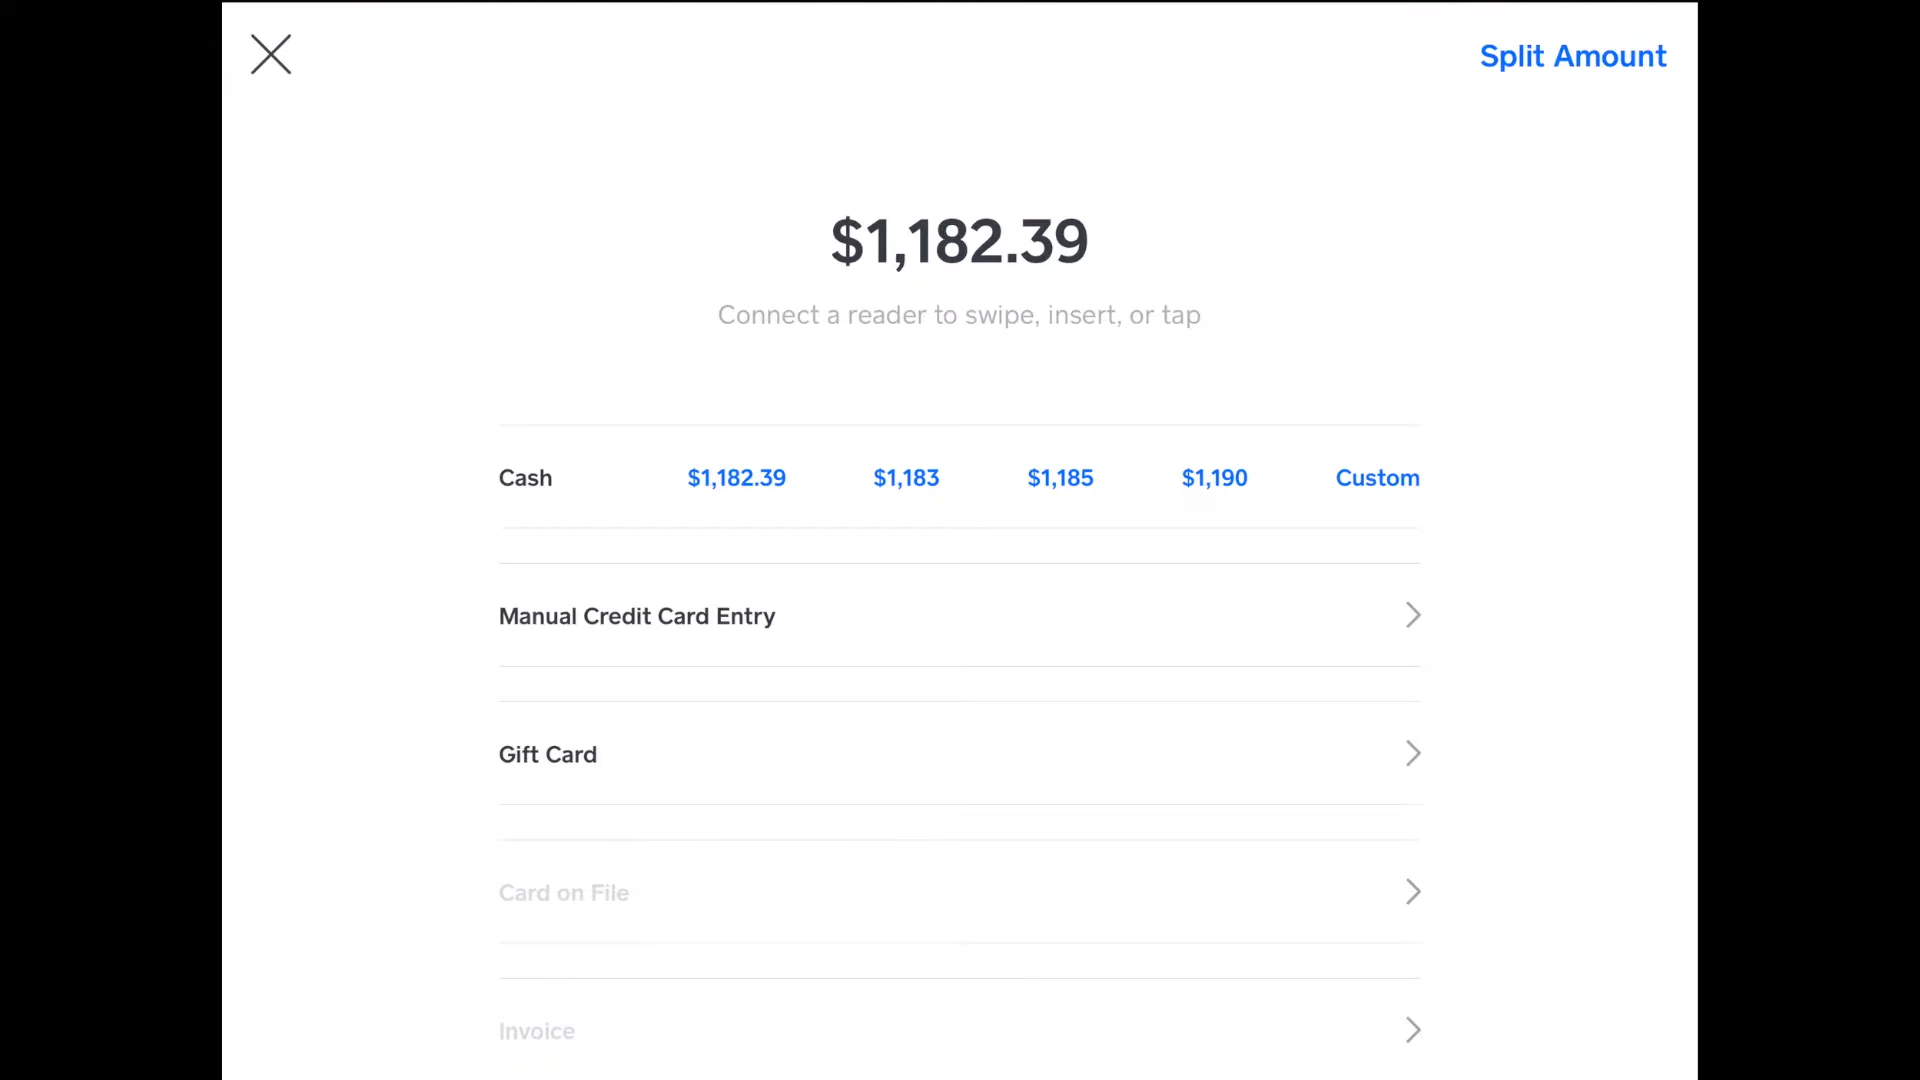 Split Amount
$1,182.39
Connect a reader to swipe, insert, or tap
Cash $1,182.39 $1,183 $1,185 $1,190 Custom
Manual Credit Card Entry
Gift Card
Card on File
Invoice